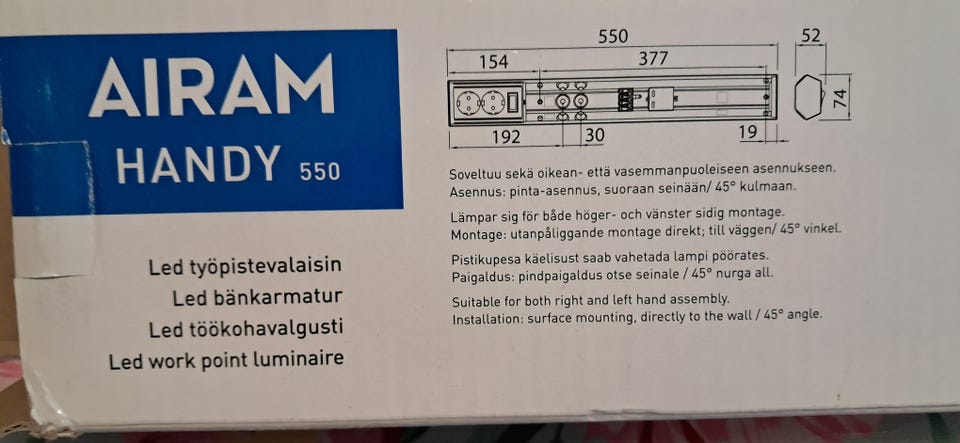 AIRAM
HANDY 550
Led työpistevalaisin
Led bänkarmatur
Led töökohavalgusti
Led work point luminaire
550
52
154
377
74
192
30
19
Soveltuu sekä oikean- että vasemmanpuoleiseen asennukseen.
Asennus: pinta-asennus, suoraan seinään/ 45° kulmaan.
Lämpar sig för både höger- och vänster sidig montage.
Montage: utanpåliggande montage direkt; till väggen/ 45° vinkel.
Pistikupesa käelisust saab vahetada lampi pöörates.
Paigaldus: pindpaigaldus otse seinale / 45° nurga all.
Suitable for both right and left hand assembly.
Installation: surface mounting, directly to the wall / 45° angle.